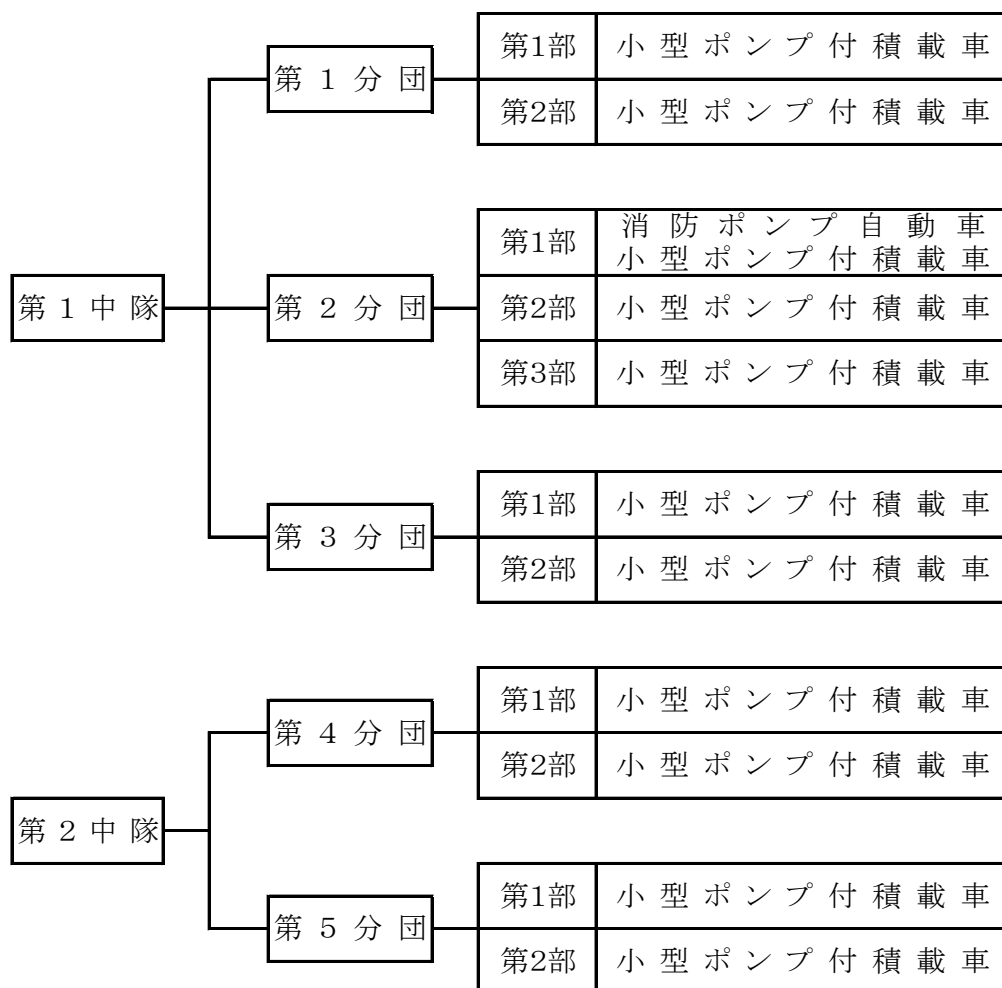 第1部 小型ポンプ付積載車
第1分団
第2部 小型ポンプ付積載車
第1部 消防ポンプ自動車
小型ポンプ付積載車
第1中隊 第2分団 第2部 小型ポンプ付積載車
第3部 小型ポンプ付積載車
第1部 小型ポンプ付積載車
第3分団
第2部 小型ポンプ付積載車
第1部 小型ポンプ付積載車
第4分団
第2部 小型ポンプ付積載車
第2中隊
第1部 小型ポンプ付積載車
第5分団
第2部 小型ポンプ付積載車